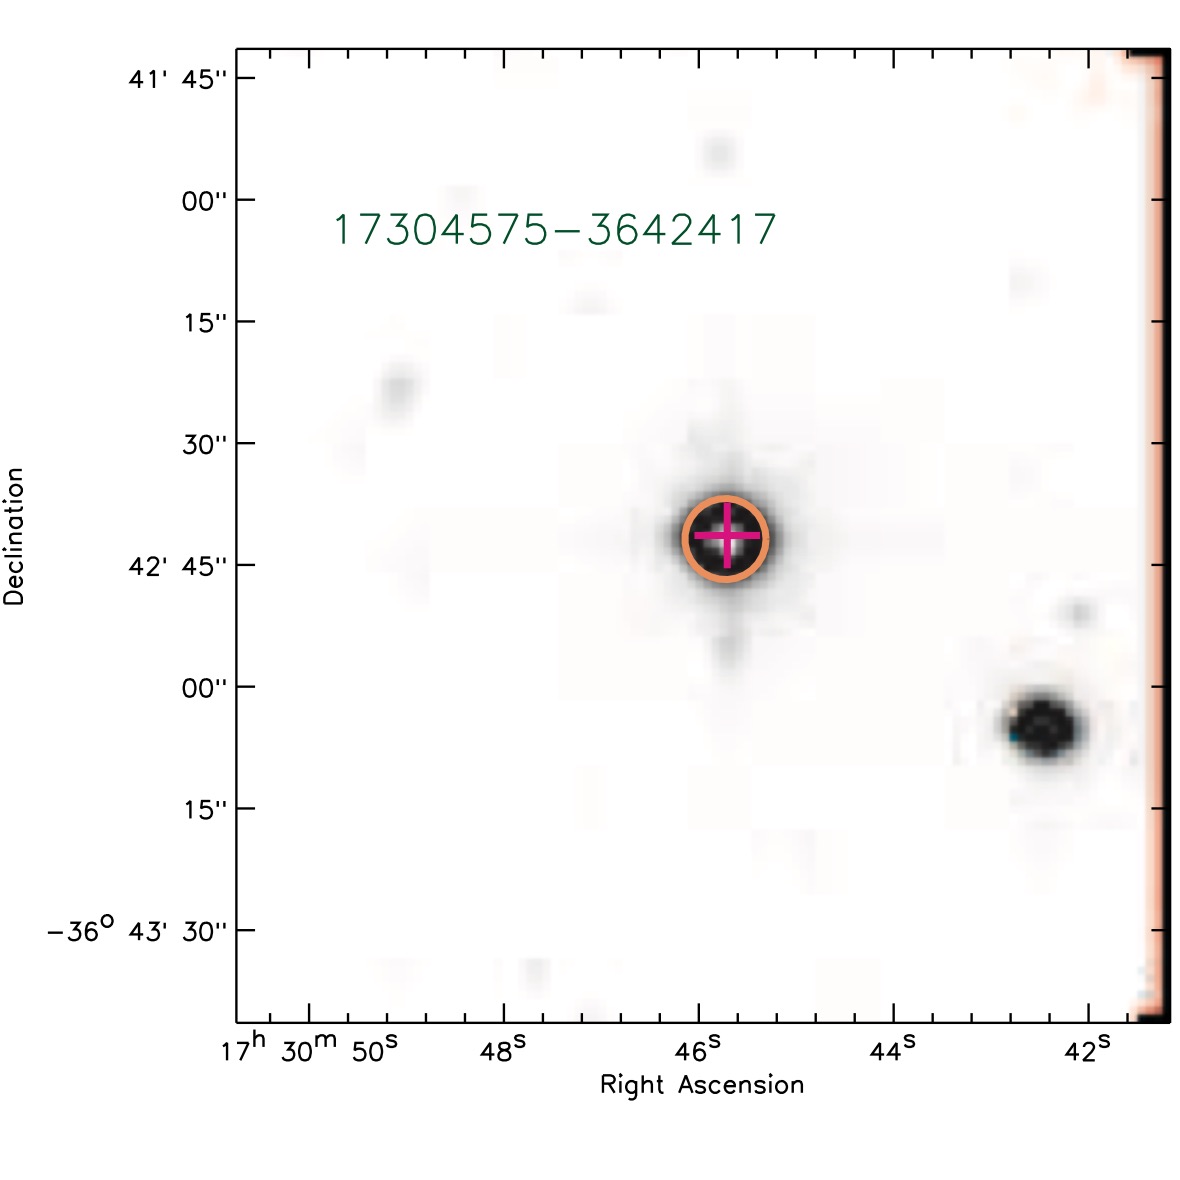 41' 45"
00"
17304575-3642417
15"
30"
42' 45"
00"
15"
-36° 43' 30"
17h 30m 50s 48s 46s 44s 42s
Right Ascension
Declination